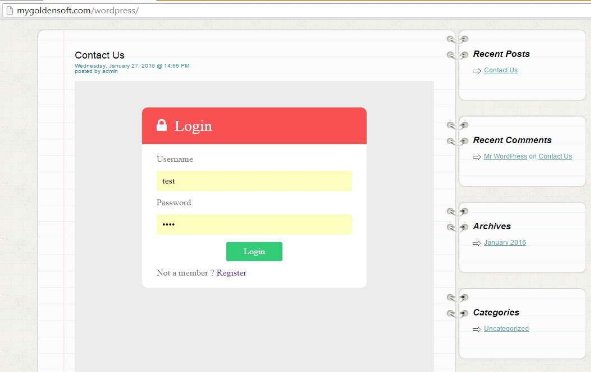 mygoldensoft.com/wordpress/
Contact Us
Wednesday, January 27, 2016 @ 14:55 PM
posted by admin
Login
Username
test
Password
••••
Login
Not a member ? Register
Recent Posts
Contact Us
Recent Comments
Mr WordPress on Contact Us
Archives
January 2016
Categories
Uncategorized